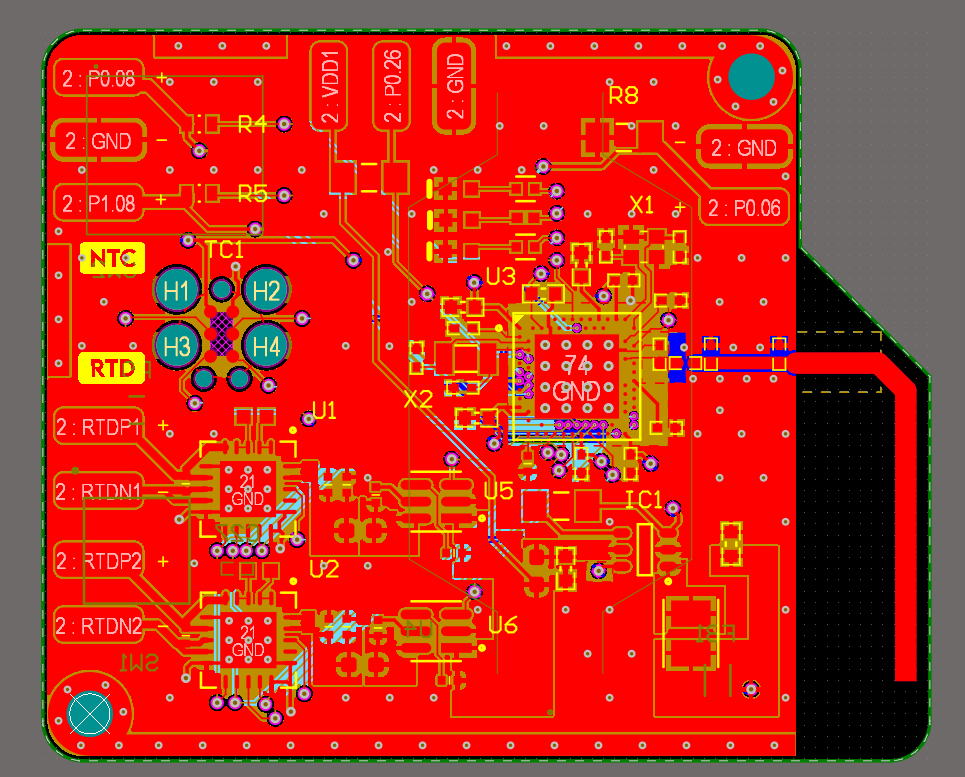 2 : P0.08 +
R4
2 : GND −
R5
2 : P1.08 +
2 : VDD1
2 : P0.26
2 : GND
R8
− 2 : GND
X1 +
2 : P0.06
NTC
TC1
H1
H2
H3
H4
RTD
U3
74
GND
X2
U1
2 : RTDP1 +
2 : RTDN1 −
21
GND
U5
IC1
2 : RTDP2 +
U2
2 : RTDN2 −
21
GND
U4
U6
FB1
SW1